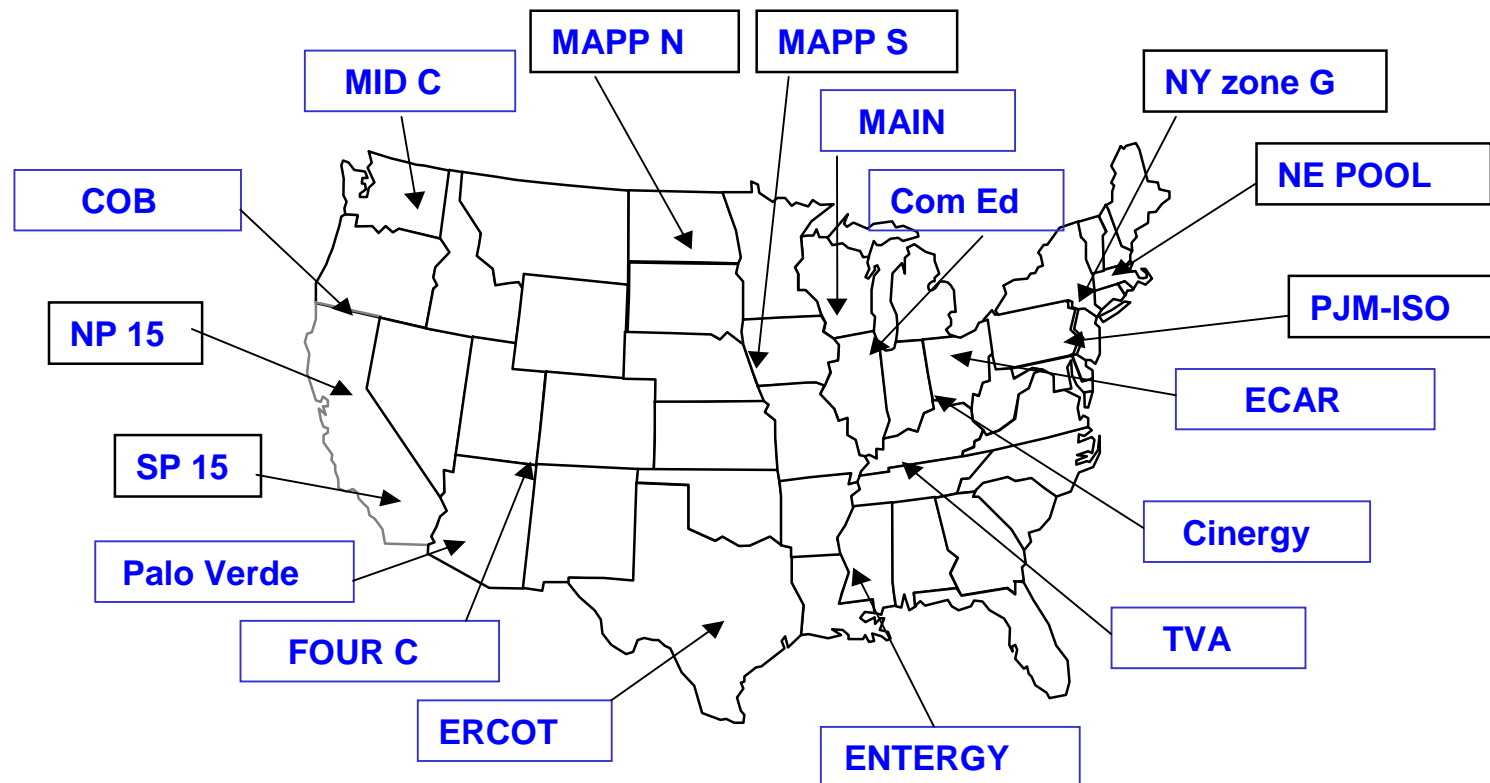 MAPP N
MAPP S
NY zone G
MID C
MAIN
NE POOL
COB
Com Ed
NP 15
PJM-ISO
ECAR
SP 15
Cinergy
Palo Verde
FOUR C
TVA
ERCOT
ENTERGY